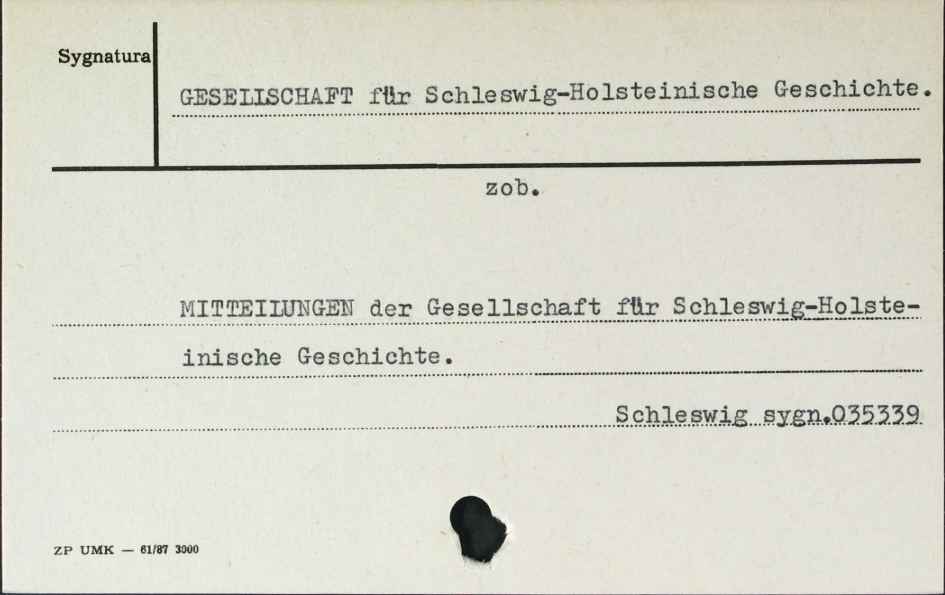 Sygnatura
GESELLSCHAFT für Schleswig-Holsteinische Geschichte.
zob.
MITTEILUNGEN der Gesellschaft für Schleswig-Holste-
inische Geschichte.
Schleswig sygn.035339
ZP UMK — 61/87 3000